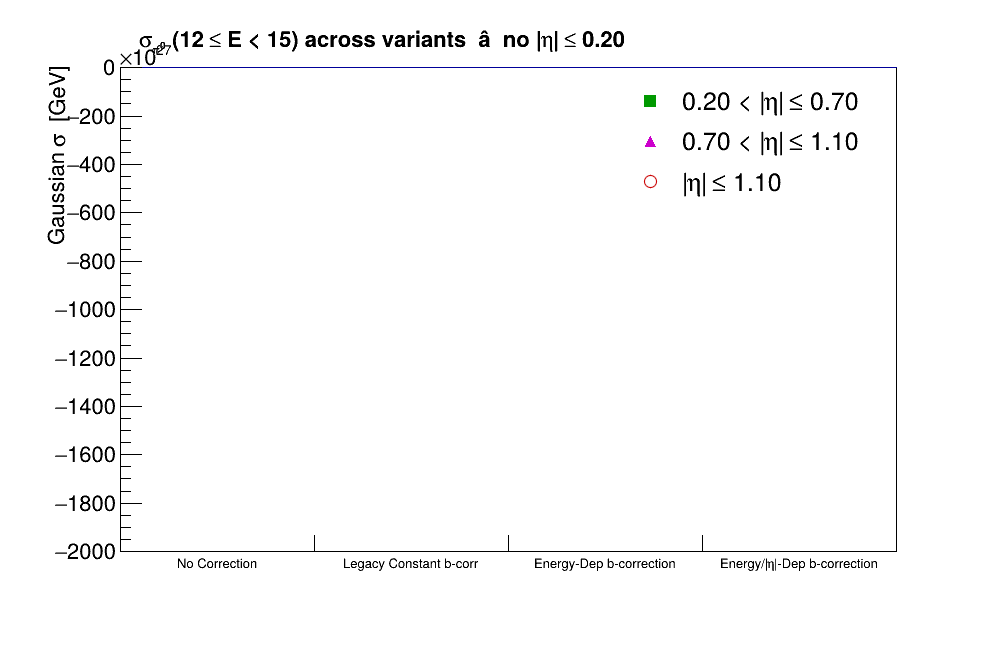 σ_π⁰ (12 ≤ E < 15) across variants â no |η| ≤ 0.20
×10²⁷
Gaussian σ [GeV]
0
−200
−400
−600
−800
−1000
−1200
−1400
−1600
−1800
−2000
0.20 < |η| ≤ 0.70
0.70 < |η| ≤ 1.10
|η| ≤ 1.10
No Correction
Legacy Constant b-corr
Energy-Dep b-correction
Energy/|η|-Dep b-correction